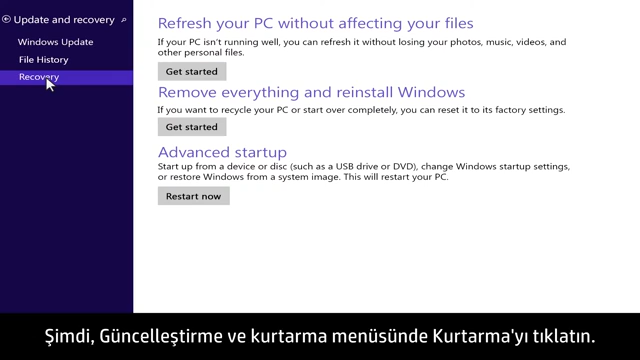 Update and recovery
Windows Update
File History
Recovery
Refresh your PC without affecting your files
If your PC isn't running well, you can refresh it without losing your photos, music, videos, and
other personal files.
Get started
Remove everything and reinstall Windows
If you want to recycle your PC or start over completely, you can reset it to its factory settings.
Get started
Advanced startup
Start up from a device or disc (such as a USB drive or DVD), change Windows startup settings,
or restore Windows from a system image. This will restart your PC.
Restart now
Şimdi, Güncelleştirme ve kurtarma menüsünde Kurtarma'yı tıklatın.